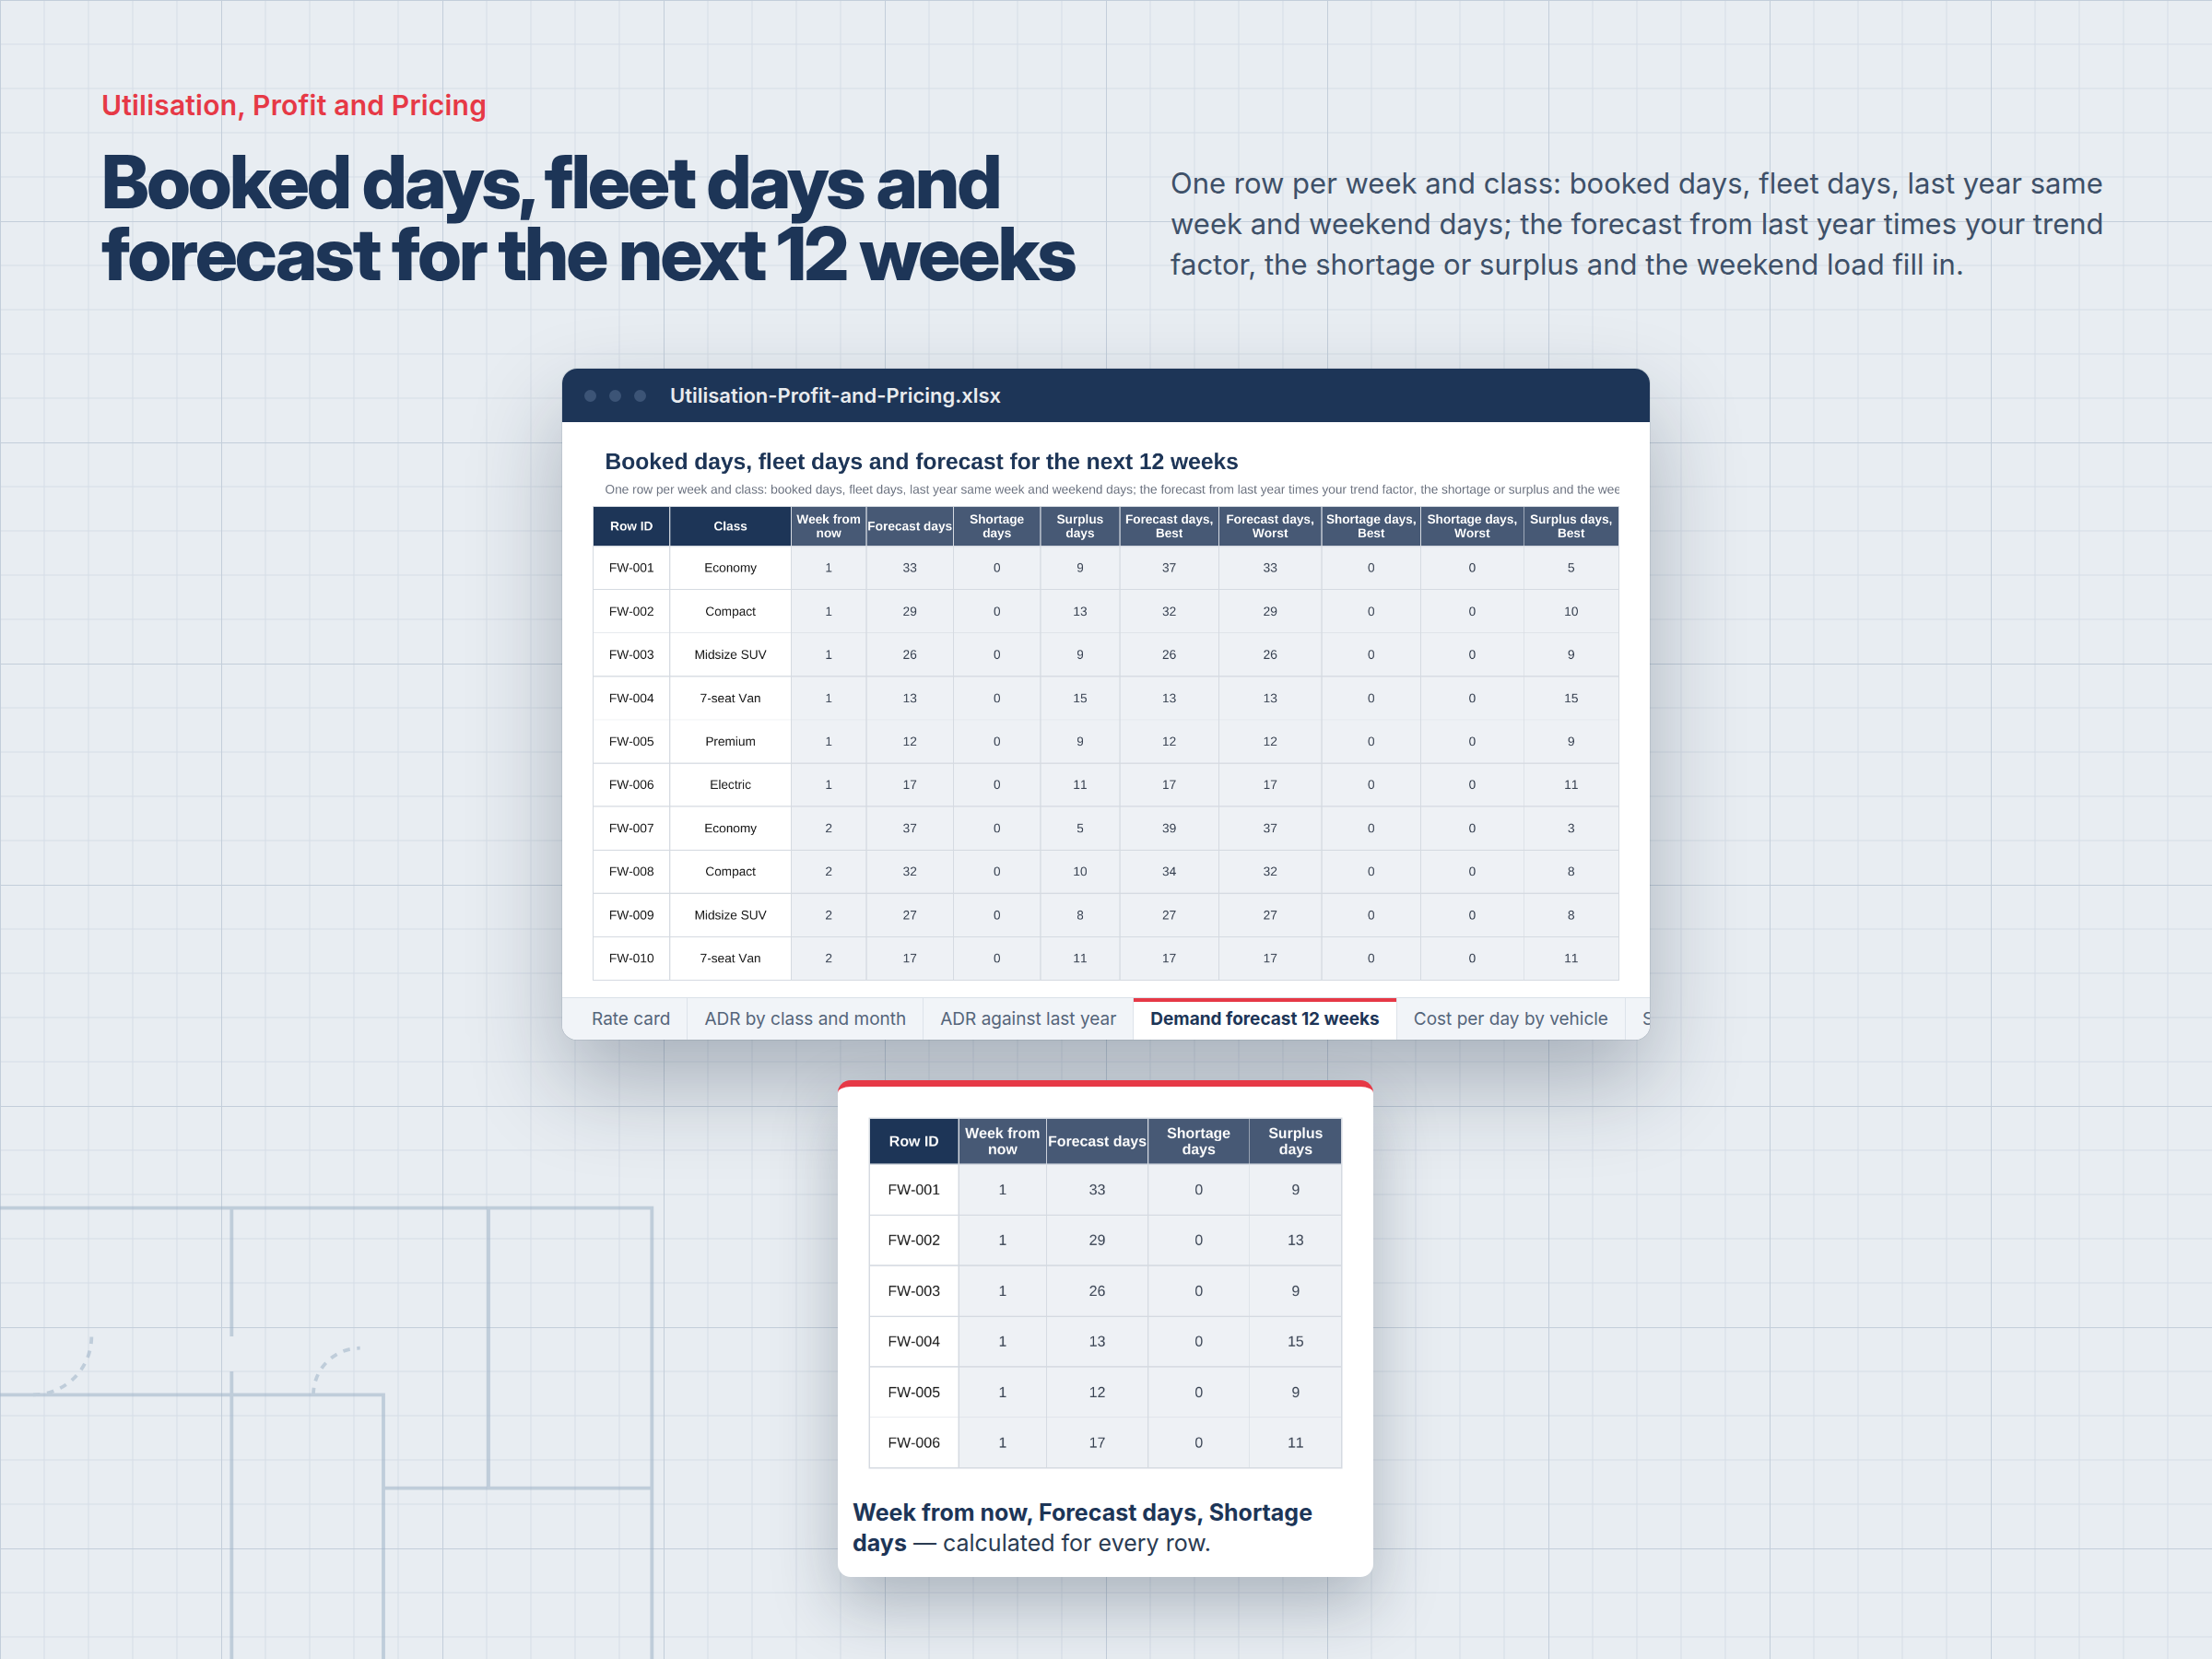 Utilisation, Profit and Pricing
Booked days, fleet days and
forecast for the next 12 weeks
One row per week and class: booked days, fleet days, last year same
week and weekend days; the forecast from last year times your trend
factor, the shortage or surplus and the weekend load fill in.
Utilisation-Profit-and-Pricing.xlsx
Booked days, fleet days and forecast for the next 12 weeks
One row per week and class: booked days, fleet days, last year same week and weekend days; the forecast from last year times your trend factor, the shortage or surplus and the wee
Row ID Class Week from now Forecast days Shortage days Surplus days Forecast days, Best Forecast days, Worst Shortage days, Best Shortage days, Worst Surplus days, Best
FW-001 Economy 1 33 0 9 37 33 0 0 5
FW-002 Compact 1 29 0 13 32 29 0 0 10
FW-003 Midsize SUV 1 26 0 9 26 26 0 0 9
FW-004 7-seat Van 1 13 0 15 13 13 0 0 15
FW-005 Premium 1 12 0 9 12 12 0 0 9
FW-006 Electric 1 17 0 11 17 17 0 0 11
FW-007 Economy 2 37 0 5 39 37 0 0 3
FW-008 Compact 2 32 0 10 34 32 0 0 8
FW-009 Midsize SUV 2 27 0 8 27 27 0 0 8
FW-010 7-seat Van 2 17 0 11 17 17 0 0 11
Rate card ADR by class and month ADR against last year Demand forecast 12 weeks Cost per day by vehicle S
Row ID Week from now Forecast days Shortage days Surplus days
FW-001 1 33 0 9
FW-002 1 29 0 13
FW-003 1 26 0 9
FW-004 1 13 0 15
FW-005 1 12 0 9
FW-006 1 17 0 11
Week from now, Forecast days, Shortage
days — calculated for every row.